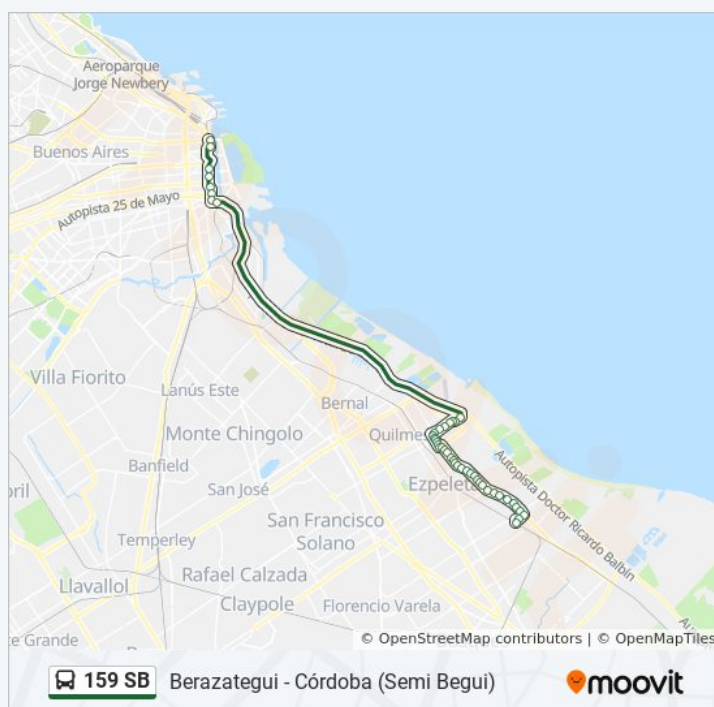 Aeroparque
Jorge Newbery
Buenos Aires
Autopista 25 de Mayo
Villa Fiorito
Lanús Este
Bernal
Monte Chingolo
Quilmes
Banfield
San José
Ezpeleta
Autopista Doctor Ricardo Balbín
San Francisco
Solano
Temperley
Rafael Calzada
Llavallol
Claypole
Florencio Varela
© OpenStreetMap contributors | © OpenMapTiles
159 SB
Berazategui - Córdoba (Semi Begui)
moovit